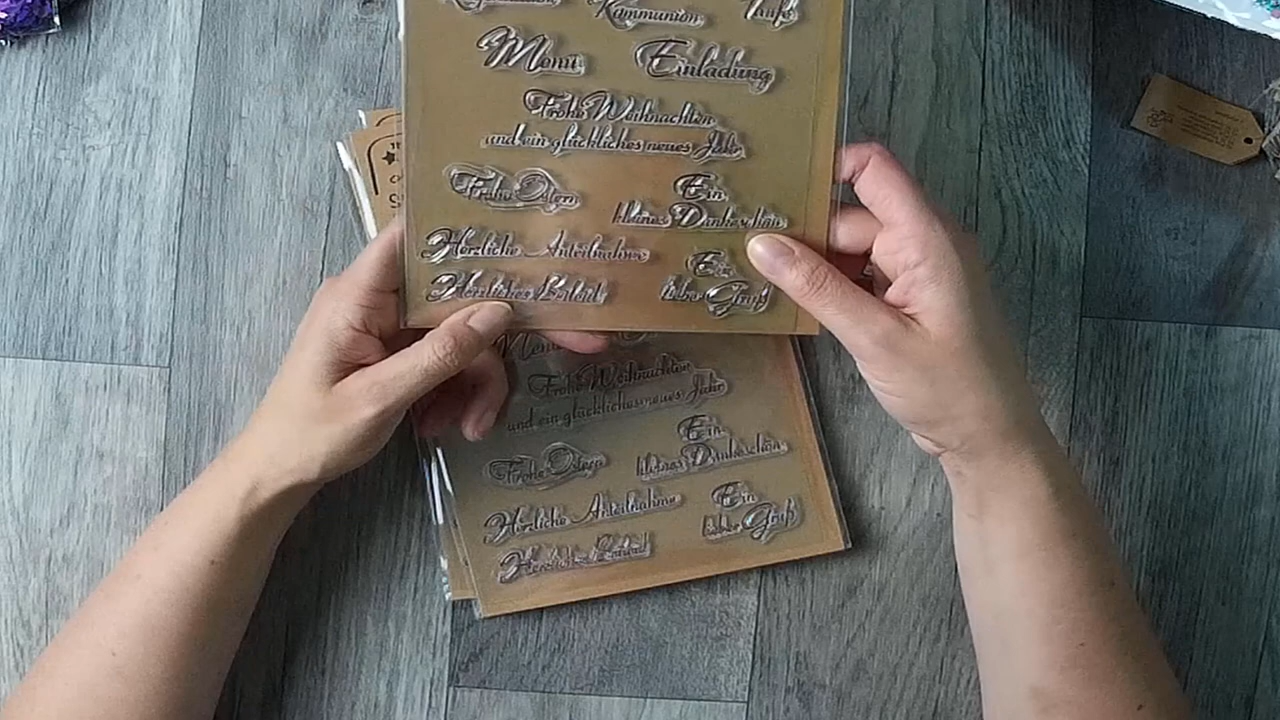 Kommunion
Menü
Einladung
Frohe Weihnachten
und ein glückliches neues Jahr
Frohe Ostern
Ein
kleines Dankeschön
Herzliche Anteilnahme
Herzliches Beileid
Ein
lieber Gruß
Menü
Frohe Weihnachten
und ein glückliches neues Jahr
Frohe Ostern
Ein
kleines Dankeschön
Herzliche Anteilnahme
Ein
lieber Gruß
Herzliches Beileid